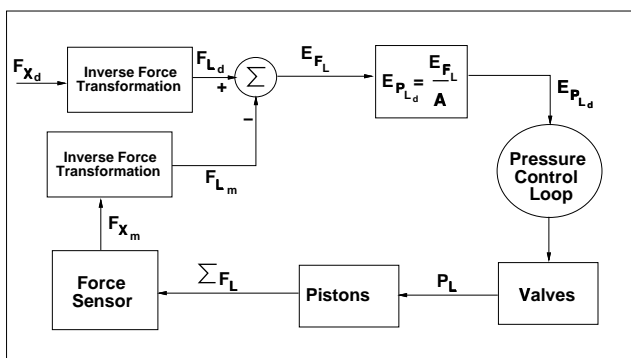 F_X_d
Inverse Force
Transformation
F_L_d
+
∑
−
E_F_L
E_P_L_d = E_F_L / A
E_P_L_d
Inverse Force
Transformation
F_L_m
Pressure
Control
Loop
F_X_m
Force
Sensor
∑ F_L
Pistons
P_L
Valves